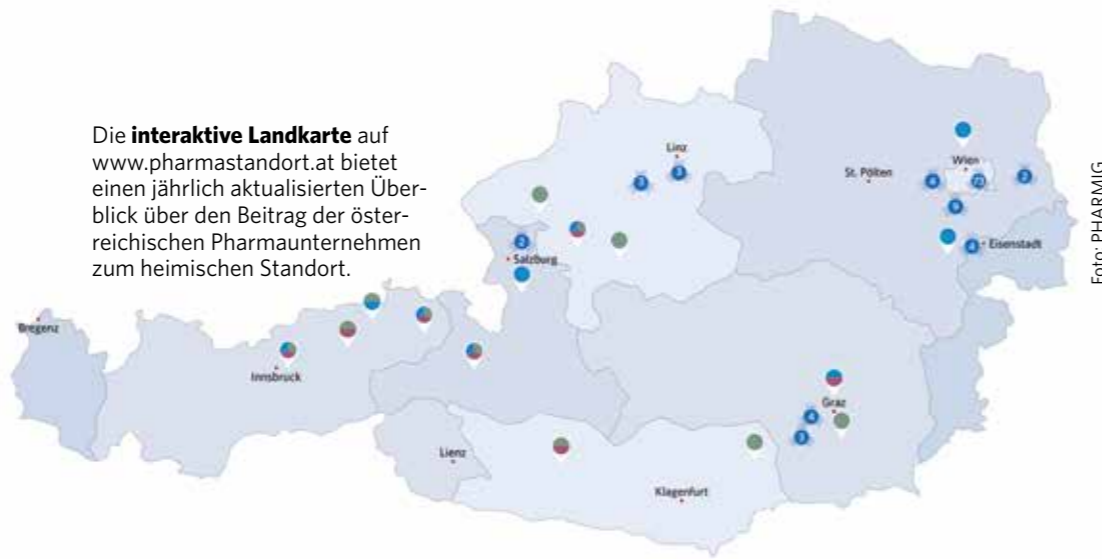 Die interaktive Landkarte auf
www.pharmastandort.at bietet
einen jährlich aktualisierten Über-
blick über den Beitrag der öster-
reichischen Pharmaunternehmen
zum heimischen Standort.
Linz
3
3
Wien
St. Pölten
6
73
2
9
4
Eisenstadt
2
Salzburg
Bregenz
Innsbruck
Graz
4
3
Lienz
Klagenfurt
Foto: PHARMIG